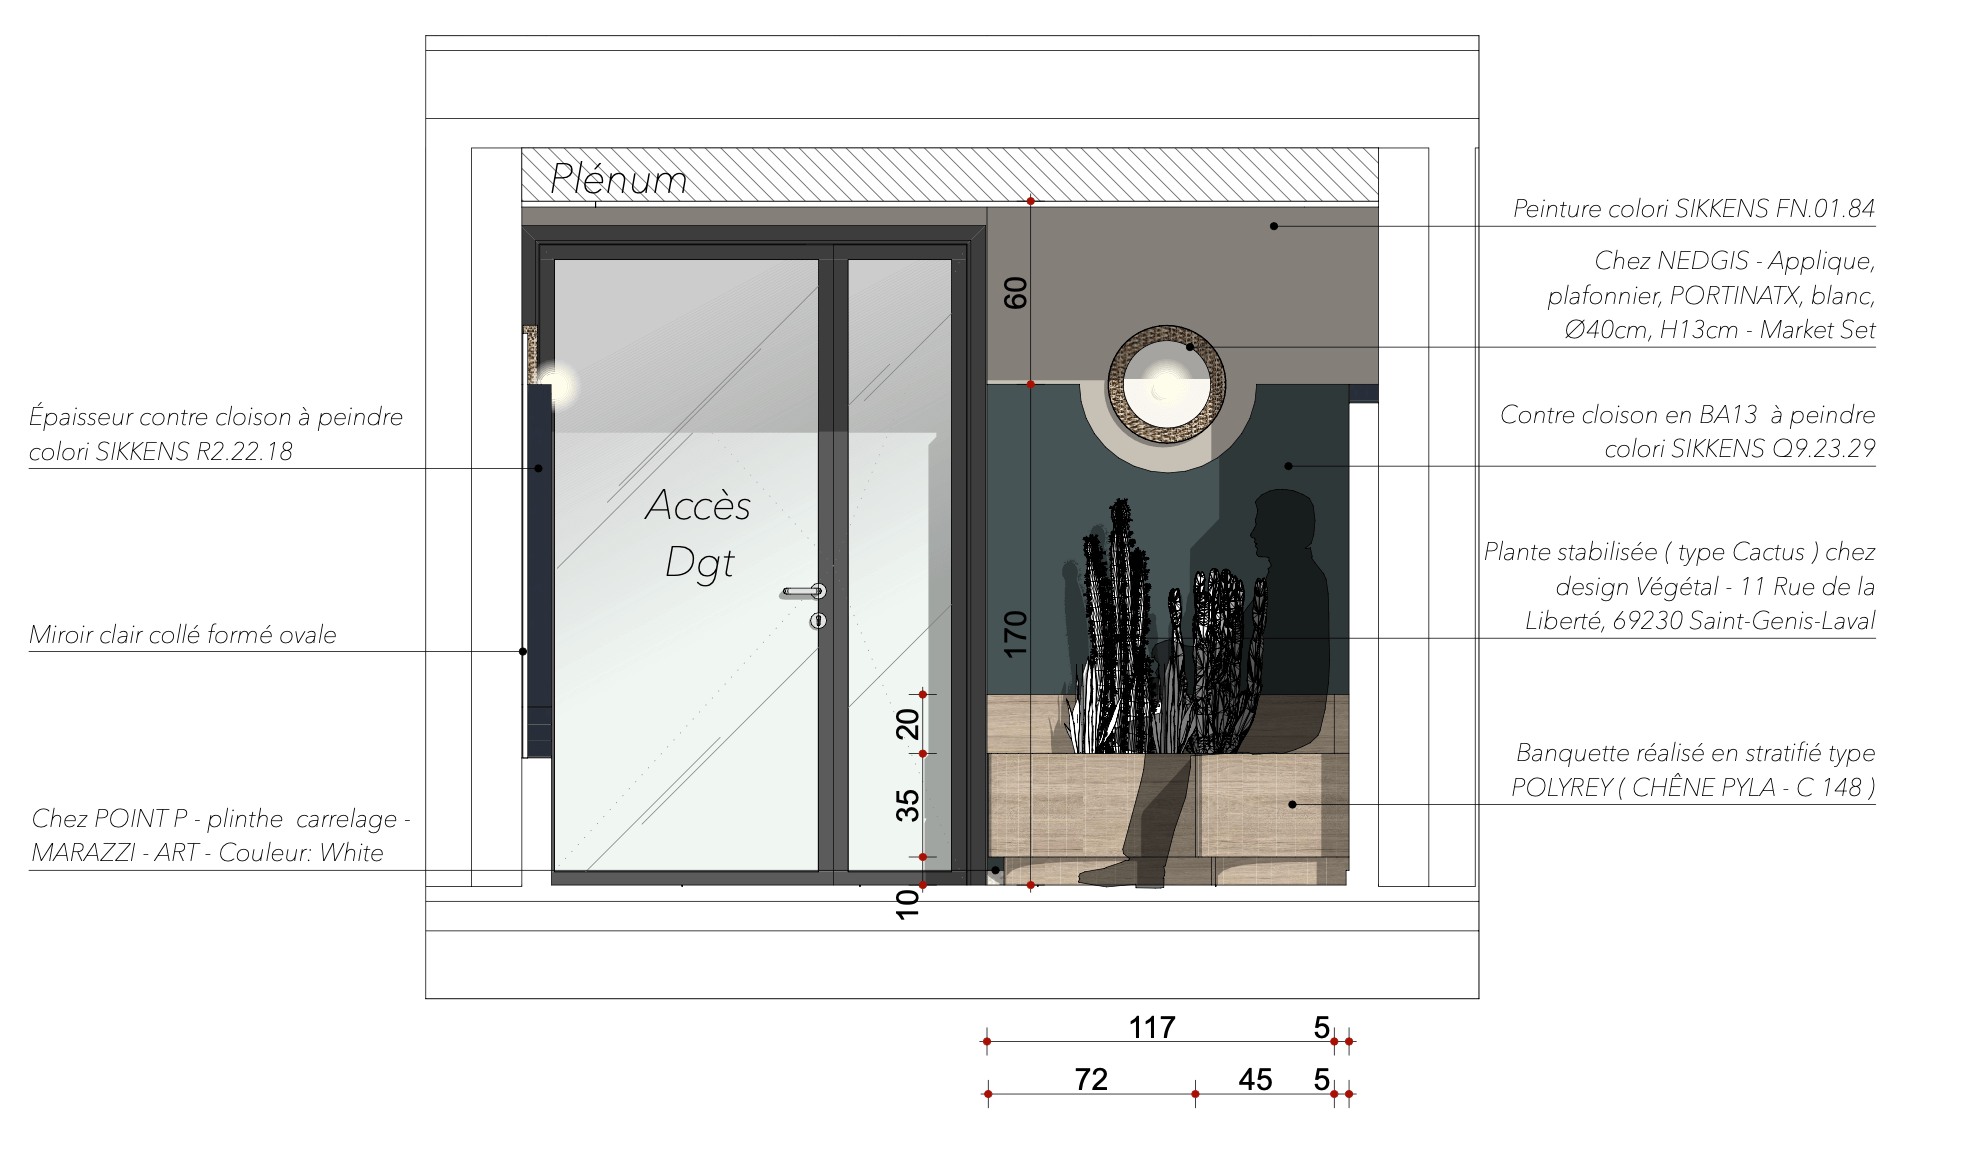 Plénum
Peinture colori SIKKENS FN.01.84
Chez NEDGIS - Applique,
plafonnier, PORTINATX, blanc,
Ø40cm, H13cm - Market Set
60
Épaisseur contre cloison à peindre
colori SIKKENS R2.22.18
Contre cloison en BA13 à peindre
colori SIKKENS Q9.23.29
Accès
Dgt
Plante stabilisée ( type Cactus ) chez
design Végétal - 11 Rue de la
Liberté, 69230 Saint-Genis-Laval
Miroir clair collé formé ovale
170
20
Banquette réalisé en stratifié type
POLYREY ( CHÊNE PYLA - C 148 )
35
Chez POINT P - plinthe carrelage -
MARAZZI - ART - Couleur: White
10
117 5
72 45 5